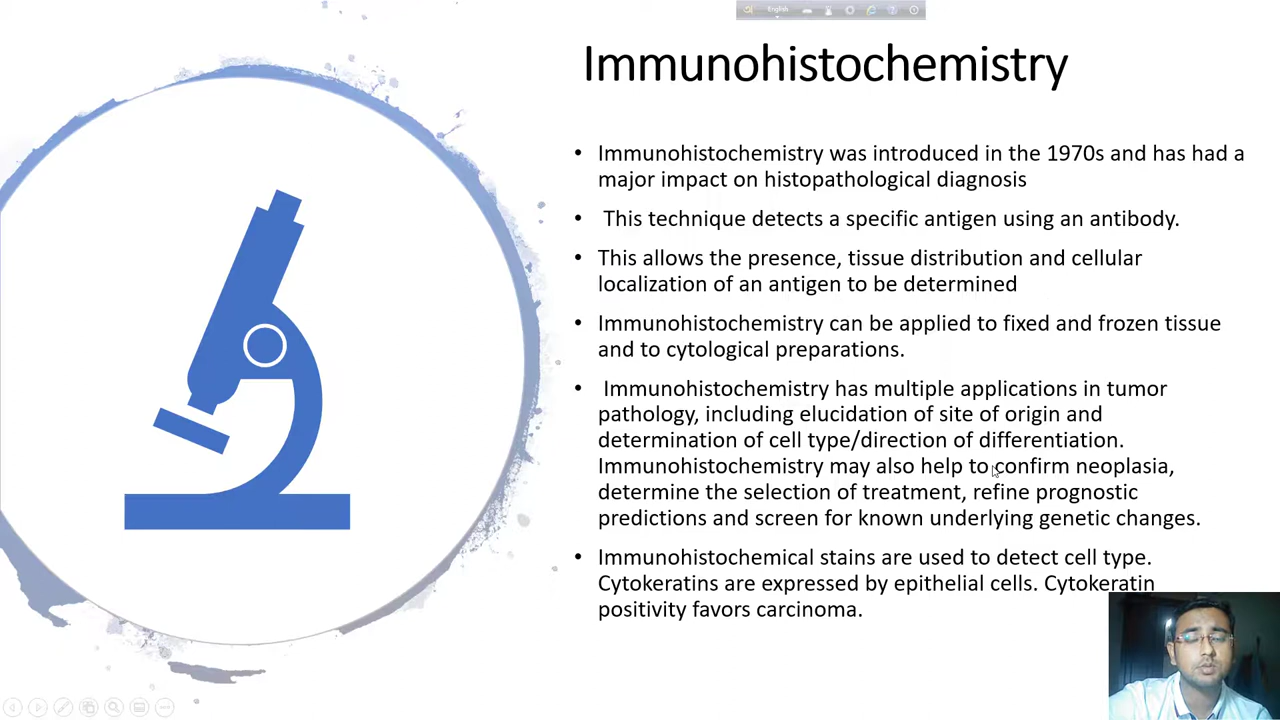 English
Immunohistochemistry
• Immunohistochemistry was introduced in the 1970s and has had a
major impact on histopathological diagnosis
• This technique detects a specific antigen using an antibody.
• This allows the presence, tissue distribution and cellular
localization of an antigen to be determined
• Immunohistochemistry can be applied to fixed and frozen tissue
and to cytological preparations.
• Immunohistochemistry has multiple applications in tumor
pathology, including elucidation of site of origin and
determination of cell type/direction of differentiation.
Immunohistochemistry may also help to confirm neoplasia,
determine the selection of treatment, refine prognostic
predictions and screen for known underlying genetic changes.
• Immunohistochemical stains are used to detect cell type.
Cytokeratins are expressed by epithelial cells. Cytokeratin
positivity favors carcinoma.